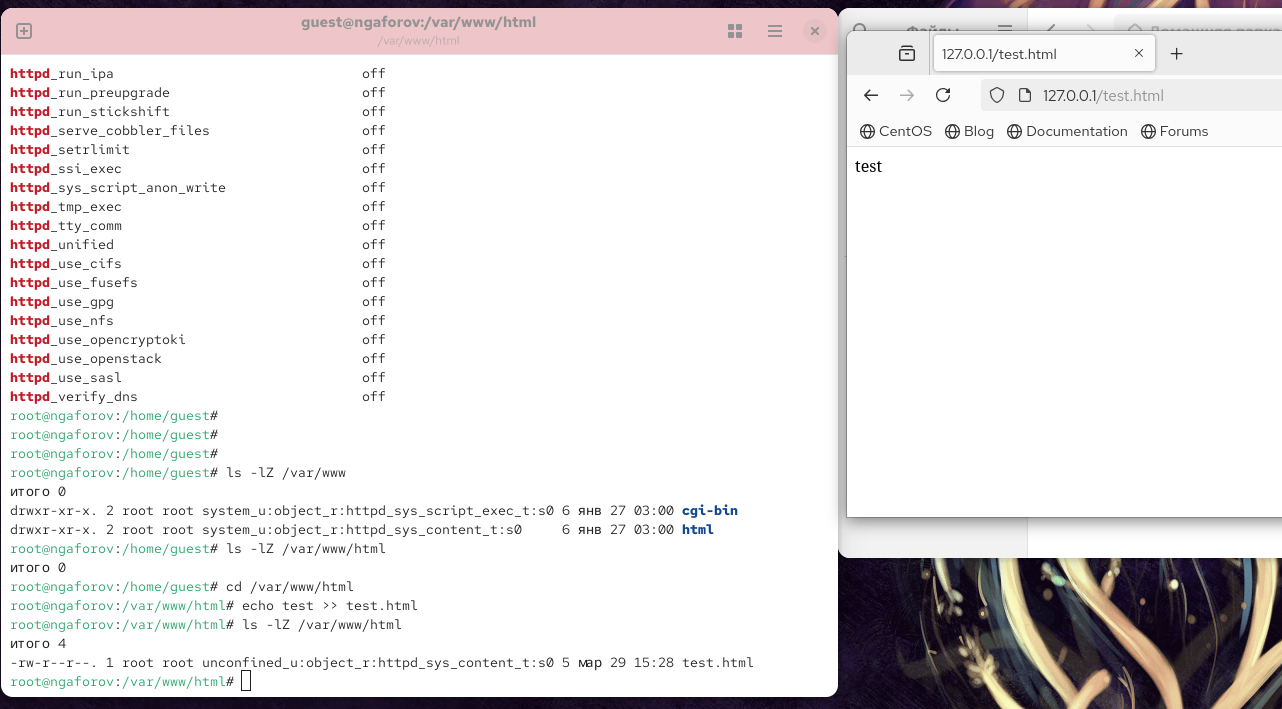 guest@ngaforov:/var/www/html
/var/www/html
httpd_run_ipa off
httpd_run_preupgrade off
httpd_run_stickshift off
httpd_serve_cobbler_files off
httpd_setrlimit off
httpd_ssi_exec off
httpd_sys_script_anon_write off
httpd_tmp_exec off
httpd_tty_comm off
httpd_unified off
httpd_use_cifs off
httpd_use_fusefs off
httpd_use_gpg off
httpd_use_nfs off
httpd_use_opencryptoki off
httpd_use_openstack off
httpd_use_sasl off
httpd_verify_dns off
root@ngaforov:/home/guest#
root@ngaforov:/home/guest#
root@ngaforov:/home/guest#
root@ngaforov:/home/guest# ls -lZ /var/www
итого 0
drwxr-xr-x. 2 root root system_u:object_r:httpd_sys_script_exec_t:s0 6 янв 27 03:00 cgi-bin
drwxr-xr-x. 2 root root system_u:object_r:httpd_sys_content_t:s0 6 янв 27 03:00 html
root@ngaforov:/home/guest# ls -lZ /var/www/html
итого 0
root@ngaforov:/home/guest# cd /var/www/html
root@ngaforov:/var/www/html# echo test >> test.html
root@ngaforov:/var/www/html# ls -lZ /var/www/html
итого 4
-rw-r--r--. 1 root root unconfined_u:object_r:httpd_sys_content_t:s0 5 мар 29 15:28 test.html
root@ngaforov:/var/www/html#
Файлы
Домашняя папка
127.0.0.1/test.html
127.0.0.1/test.html
CentOS Blog Documentation Forums
test